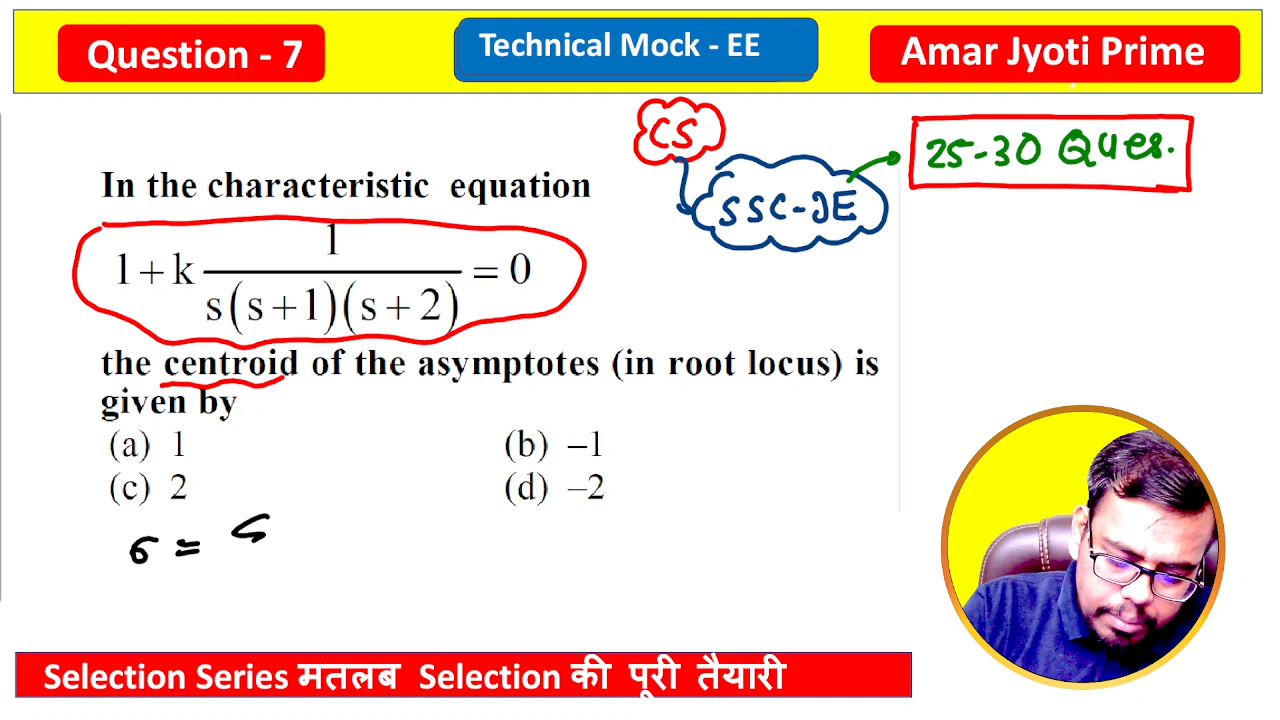 Question - 7
Technical Mock - EE
Amar Jyoti Prime
CS
25-30 Ques.
SSC-JE
In the characteristic equation
1+k 1/(s(s+1)(s+2)) = 0
the centroid of the asymptotes (in root locus) is
given by
(a) 1
(b) –1
(c) 2
(d) –2
σ =
Selection Series मतलब Selection की पूरी तैयारी